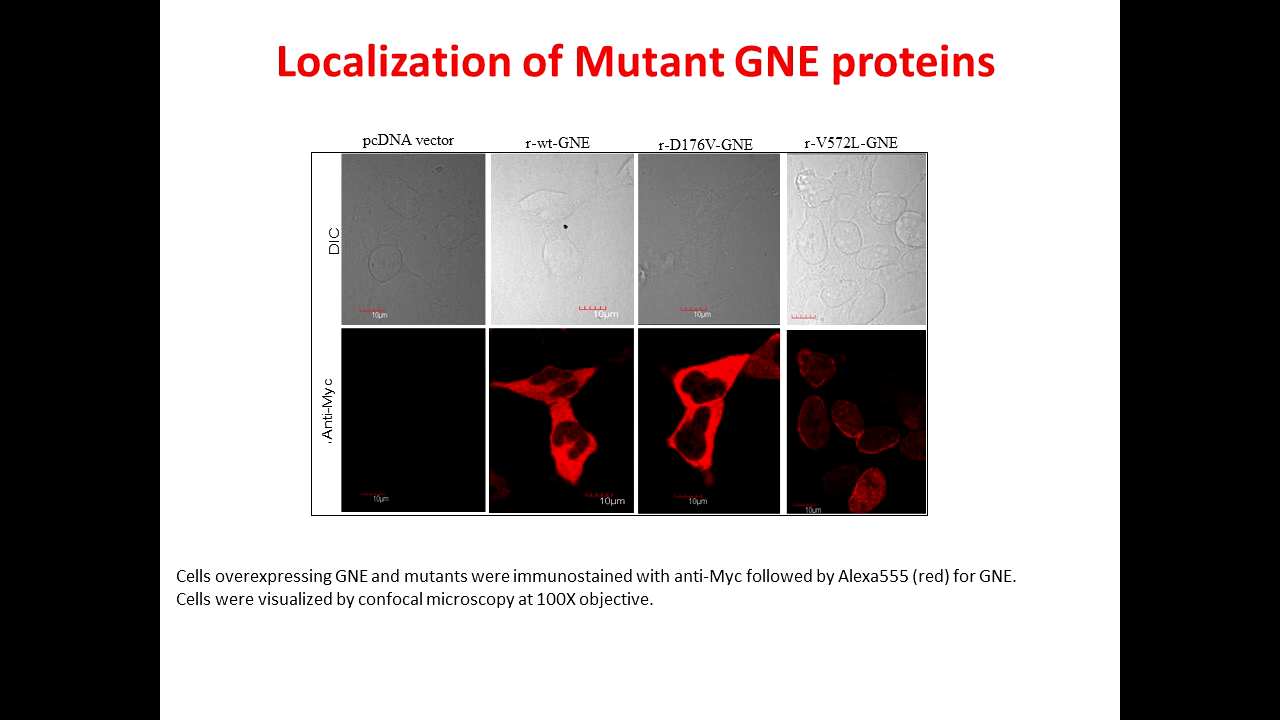 Localization of Mutant GNE proteins
pcDNA vector
r-wt-GNE
r-D176V-GNE
r-V572L-GNE
DIC
10µm
10µm
10µm
Anti-Myc
10µm
10µm
10µm
10µm
Cells overexpressing GNE and mutants were immunostained with anti-Myc followed by Alexa555 (red) for GNE.
Cells were visualized by confocal microscopy at 100X objective.